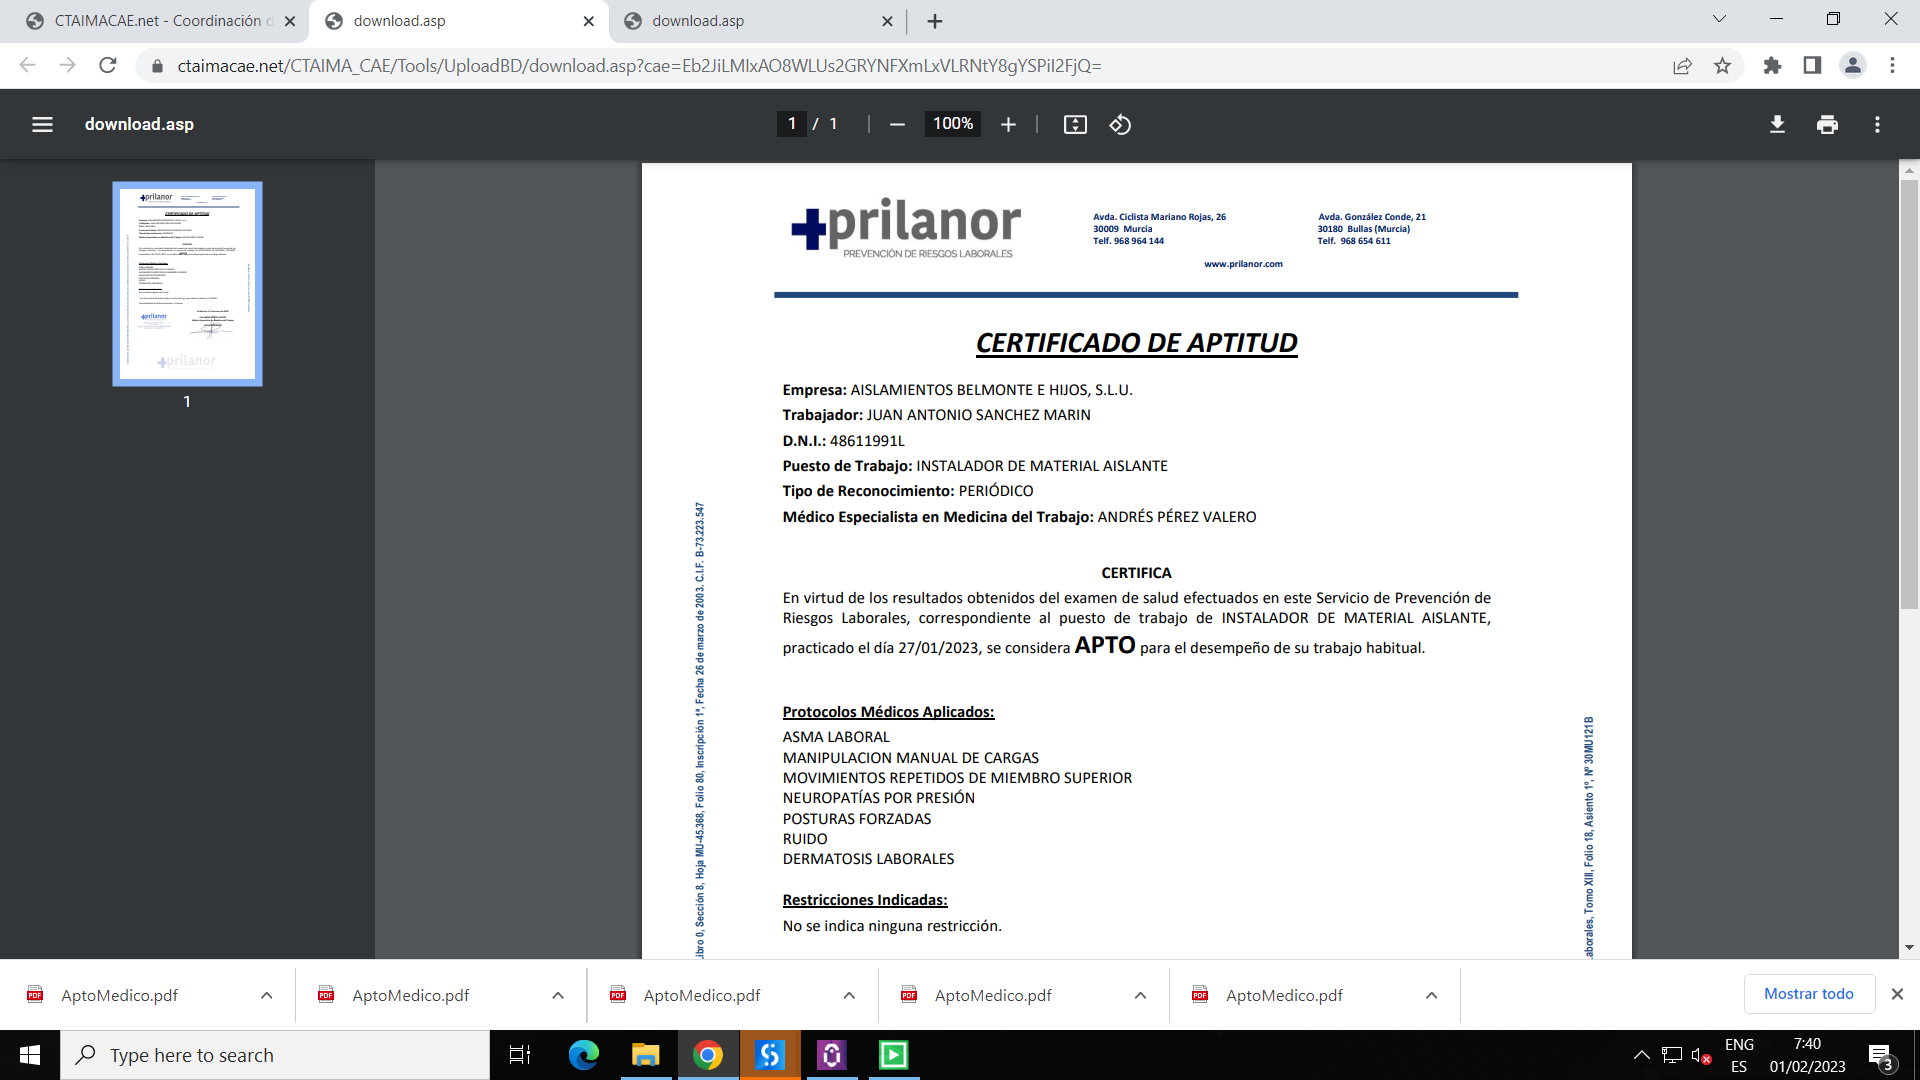 CTAIMACAE.net - Coordinación d
download.asp
download.asp
ctaimacae.net/CTAIMA_CAE/Tools/UploadBD/download.asp?cae=Eb2JiLMIxAO8WLUs2GRYNFXmLxVLRNtY8gYSPiI2FjQ=
download.asp
1 / 1
100%
1
prilanor
PREVENCIÓN DE RIESGOS LABORALES
Avda. Ciclista Mariano Rojas, 26
30009 Murcia
Telf. 968 964 144
Avda. González Conde, 21
30180 Bullas (Murcia)
Telf. 968 654 611
www.prilanor.com
CERTIFICADO DE APTITUD
Empresa: AISLAMIENTOS BELMONTE E HIJOS, S.L.U.
Trabajador: JUAN ANTONIO SANCHEZ MARIN
D.N.I.: 48611991L
Puesto de Trabajo: INSTALADOR DE MATERIAL AISLANTE
Tipo de Reconocimiento: PERIÓDICO
Médico Especialista en Medicina del Trabajo: ANDRÉS PÉREZ VALERO
CERTIFICA
En virtud de los resultados obtenidos del examen de salud efectuados en este Servicio de Prevención de
Riesgos Laborales, correspondiente al puesto de trabajo de INSTALADOR DE MATERIAL AISLANTE,
practicado el día 27/01/2023, se considera APTO para el desempeño de su trabajo habitual.
Protocolos Médicos Aplicados:
ASMA LABORAL
MANIPULACION MANUAL DE CARGAS
MOVIMIENTOS REPETIDOS DE MIEMBRO SUPERIOR
NEUROPATÍAS POR PRESIÓN
POSTURAS FORZADAS
RUIDO
DERMATOSIS LABORALES
Restricciones Indicadas:
No se indica ninguna restricción.
ibro 0, Sección 8, Hoja MU-45.368, Folio 80, Inscripción 1ª, Fecha 26 de marzo de 2003. C.I.F. B-73.223.547
aborales, Tomo XIII, Folio 18, Asiento 1º, Nº 30MU121B
AptoMedico.pdf
AptoMedico.pdf
AptoMedico.pdf
AptoMedico.pdf
AptoMedico.pdf
Mostrar todo
Type here to search
ENG
ES
7:40
01/02/2023
3